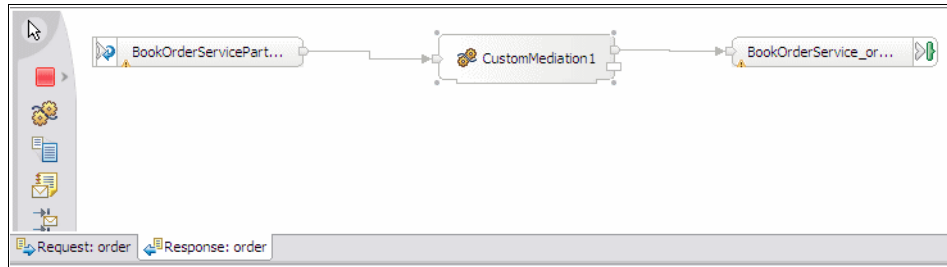 BookOrderServicePart...
CustomMediation1
BookOrderService_or...
Request: order
Response: order